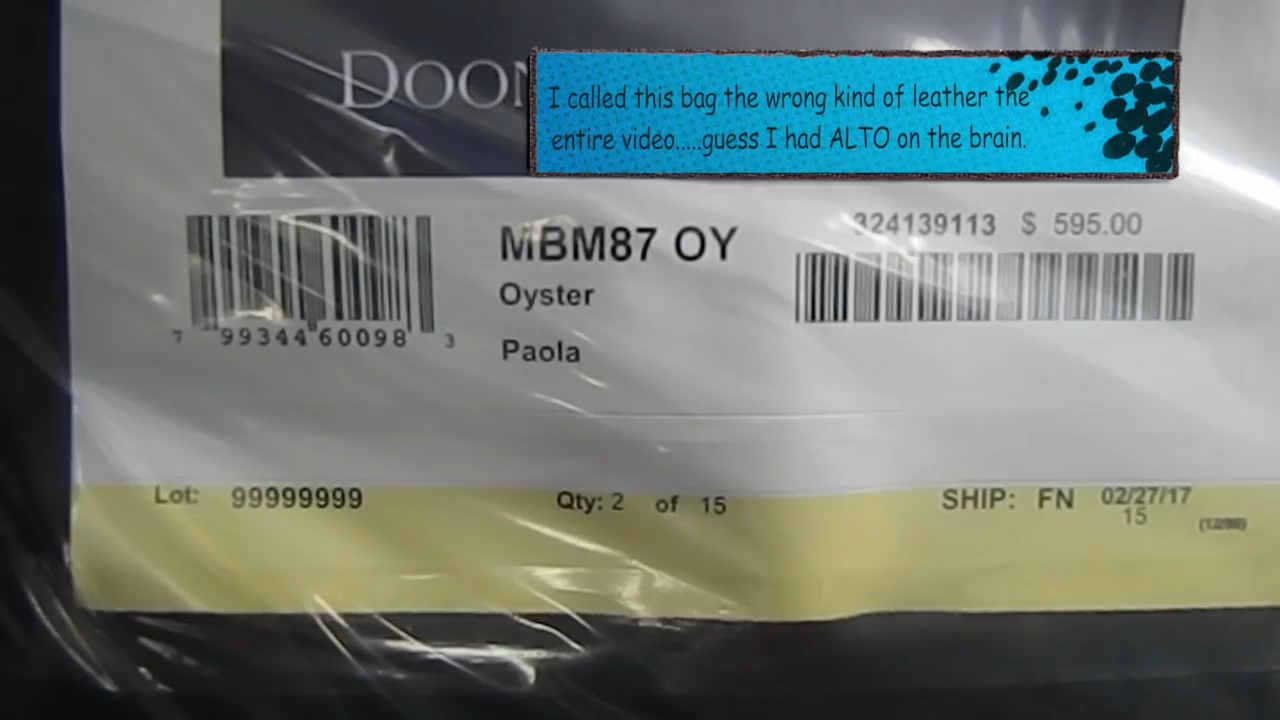 DOON
I called this bag the wrong kind of leather the
entire video.....guess I had ALTO on the brain.
324139113 $ 595.00
MBM87 OY
Oyster
7 99344 60098 3
Paola
Lot: 99999999 Qty: 2 of 15 SHIP: FN 02/27/17
15